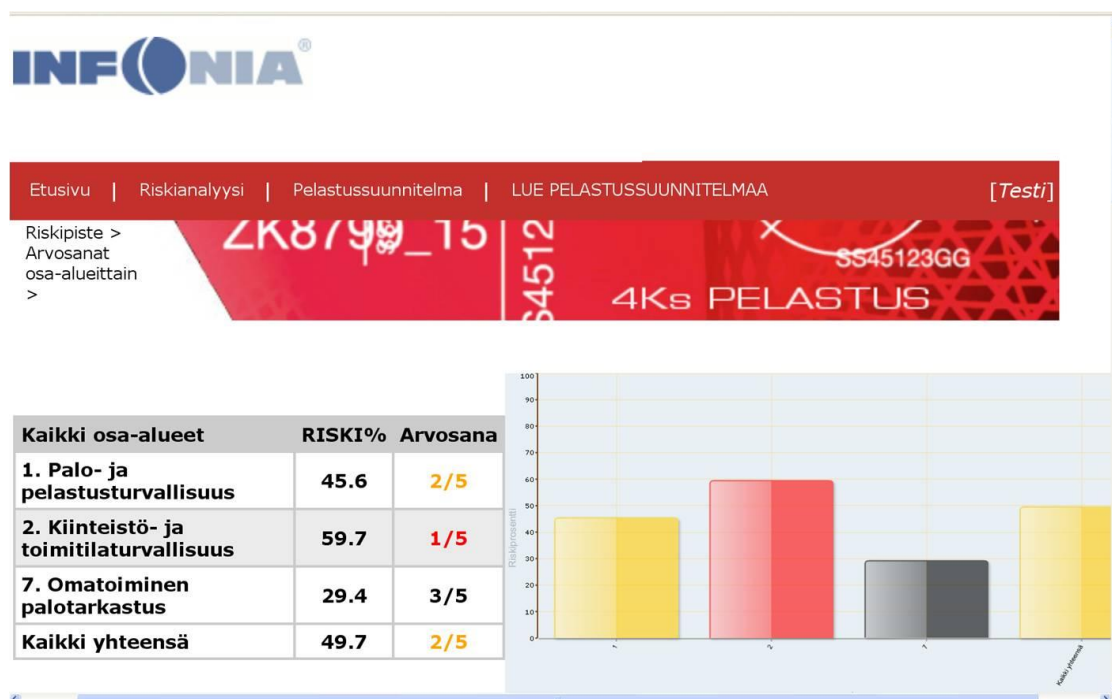 INFONIA®
Etusivu | Riskianalyysi | Pelastussuunnitelma | LUE PELASTUSSUUNNITELMAA [Testi]
Riskipiste >
Arvosanat
osa-alueittain
>
ZK8799_15
S4512
SS45123GG
4Ks PELASTUS
Kaikki osa-alueet RISKI% Arvosana
1. Palo- ja
pelastusturvallisuus 45.6 2/5
2. Kiinteistö- ja
toimitilaturvallisuus 59.7 1/5
7. Omatoiminen
palotarkastus 29.4 3/5
Kaikki yhteensä 49.7 2/5
Riskiprosentti
100
90
80
70
60
50
40
30
20
10
0
1
2
7
Kaikki yhteensä